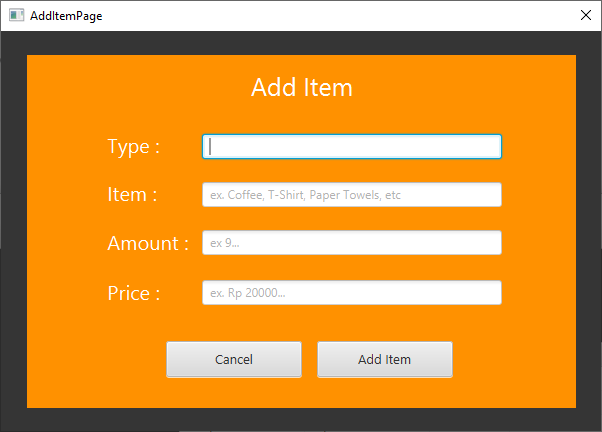 AddItemPage
Add Item
Type :
Item : ex. Coffee, T-Shirt, Paper Towels, etc
Amount : ex 9...
Price : ex. Rp 20000...
Cancel Add Item